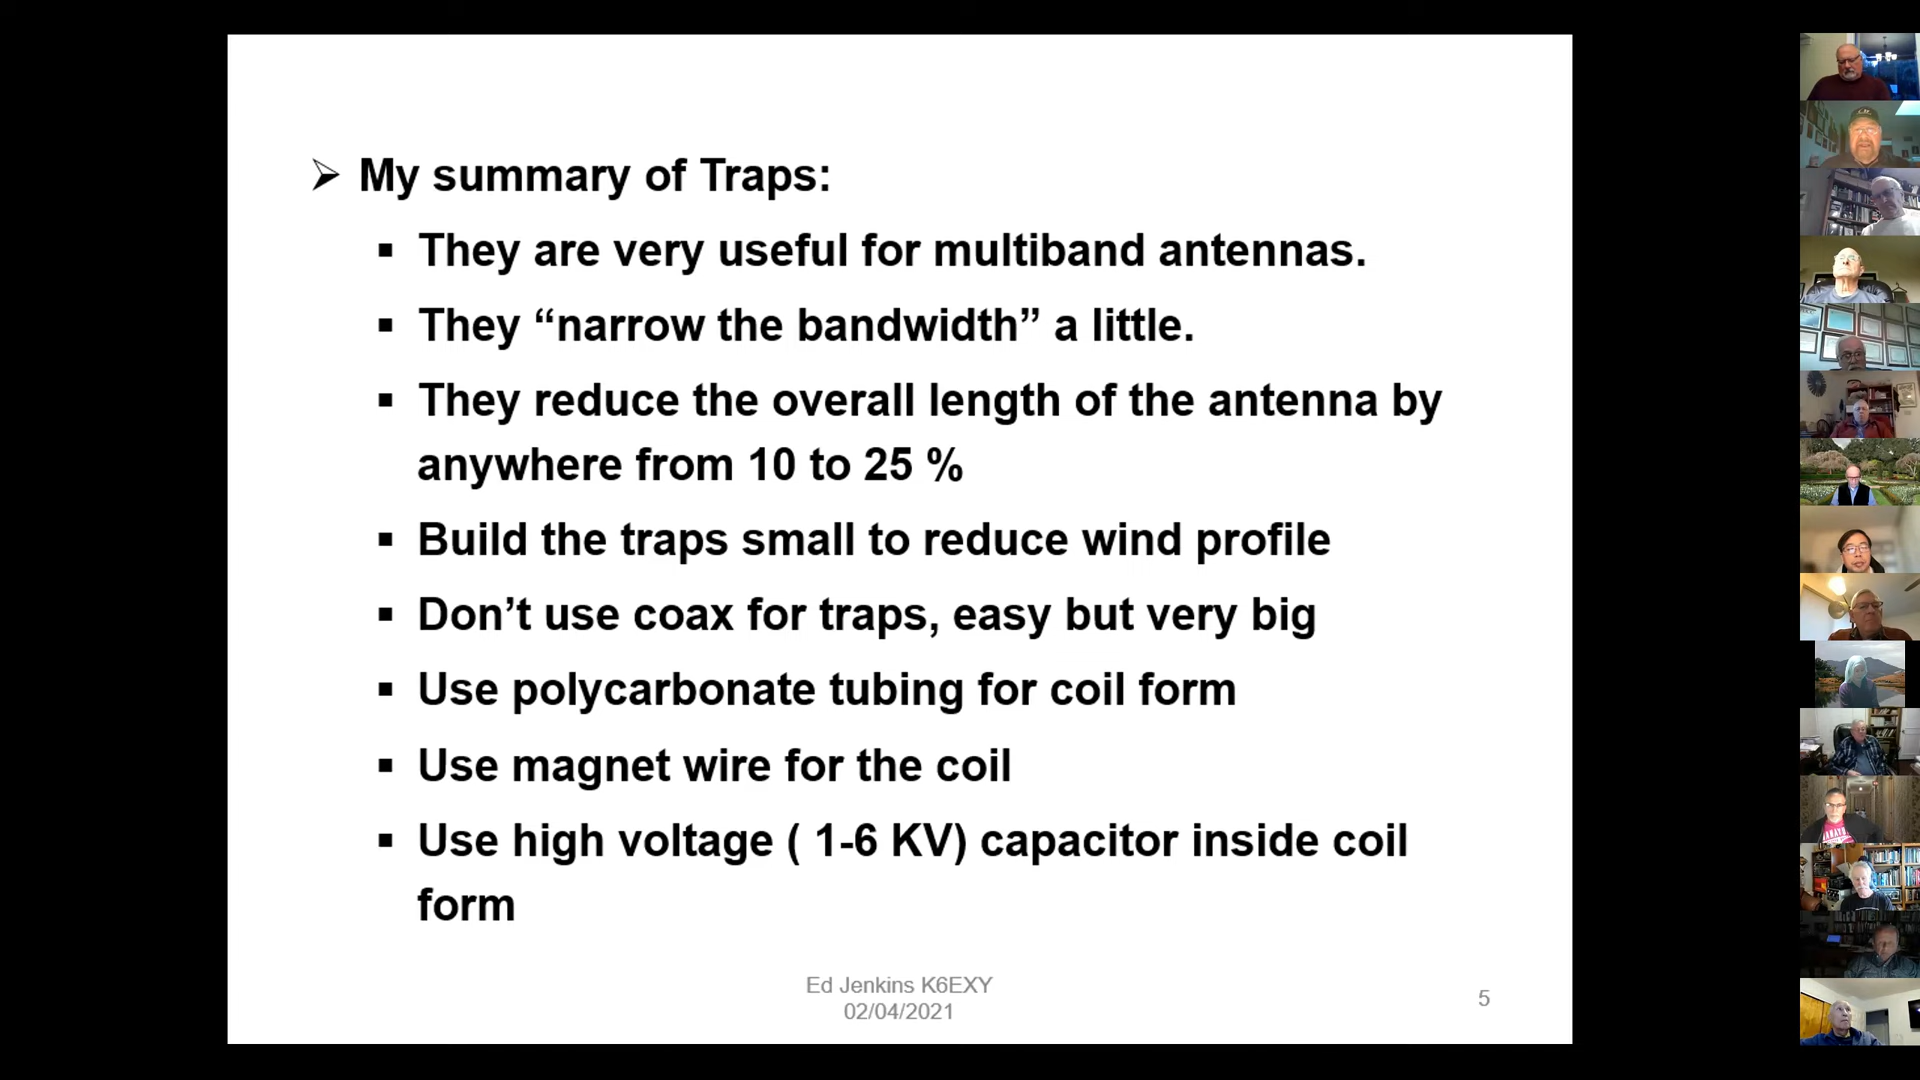 My summary of Traps:
They are very useful for multiband antennas.
They “narrow the bandwidth” a little.
They reduce the overall length of the antenna by
anywhere from 10 to 25 %
Build the traps small to reduce wind profile
Don’t use coax for traps, easy but very big
Use polycarbonate tubing for coil form
Use magnet wire for the coil
Use high voltage ( 1-6 KV) capacitor inside coil
form
Ed Jenkins K6EXY
02/04/2021
5